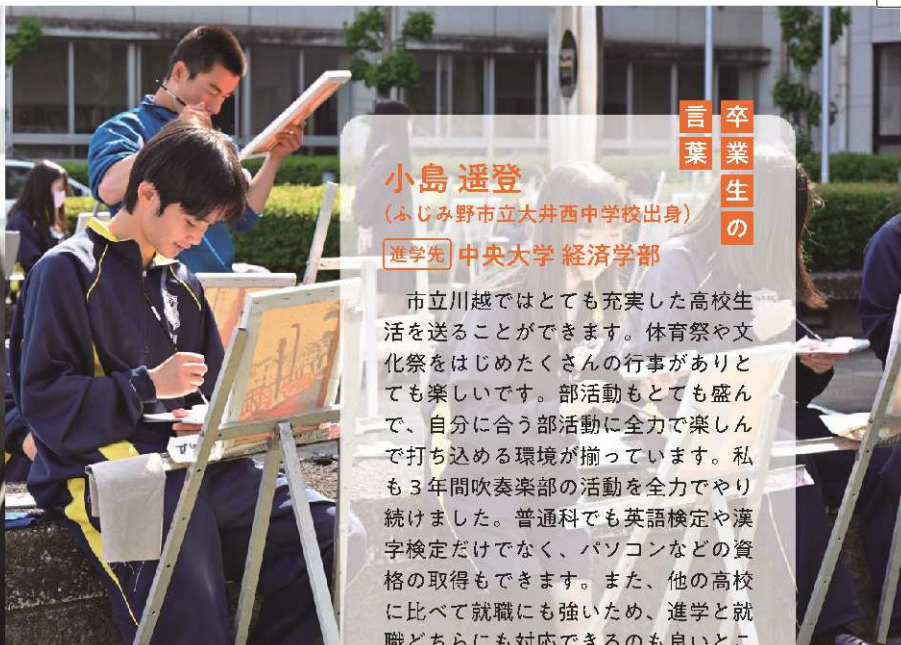 卒業生の
言葉
小島 遥登
(ふじみ野市立大井西中学校出身)
進学先 中央大学 経済学部
市立川越ではとても充実した高校生
活を送ることができます。体育祭や文
化祭をはじめたくさんの行事がありと
ても楽しいです。部活動もとても盛ん
で、自分に合う部活動に全力で楽しん
で打ち込める環境が揃っています。私
も3年間吹奏楽部の活動を全力でやり
続けました。普通科でも英語検定や漢
字検定だけでなく、パソコンなどの資
格の取得もできます。また、他の高校
に比べて就職にも強いため、進学と就
職どちらにも対応できるのも良いとこ